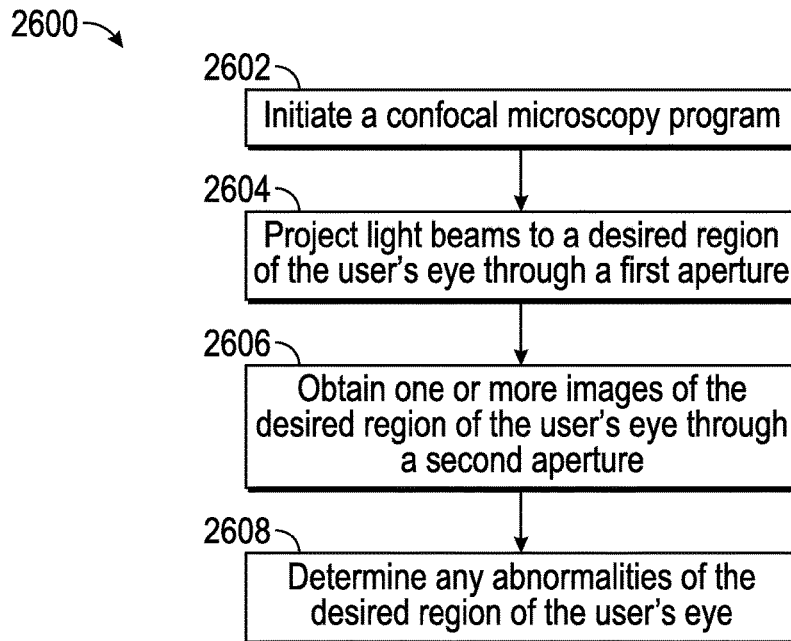 2600
2602
Initiate a confocal microscopy program
2604
Project light beams to a desired region
of the user's eye through a first aperture
2606
Obtain one or more images of the
desired region of the user's eye through
a second aperture
2608
Determine any abnormalities of the
desired region of the user's eye